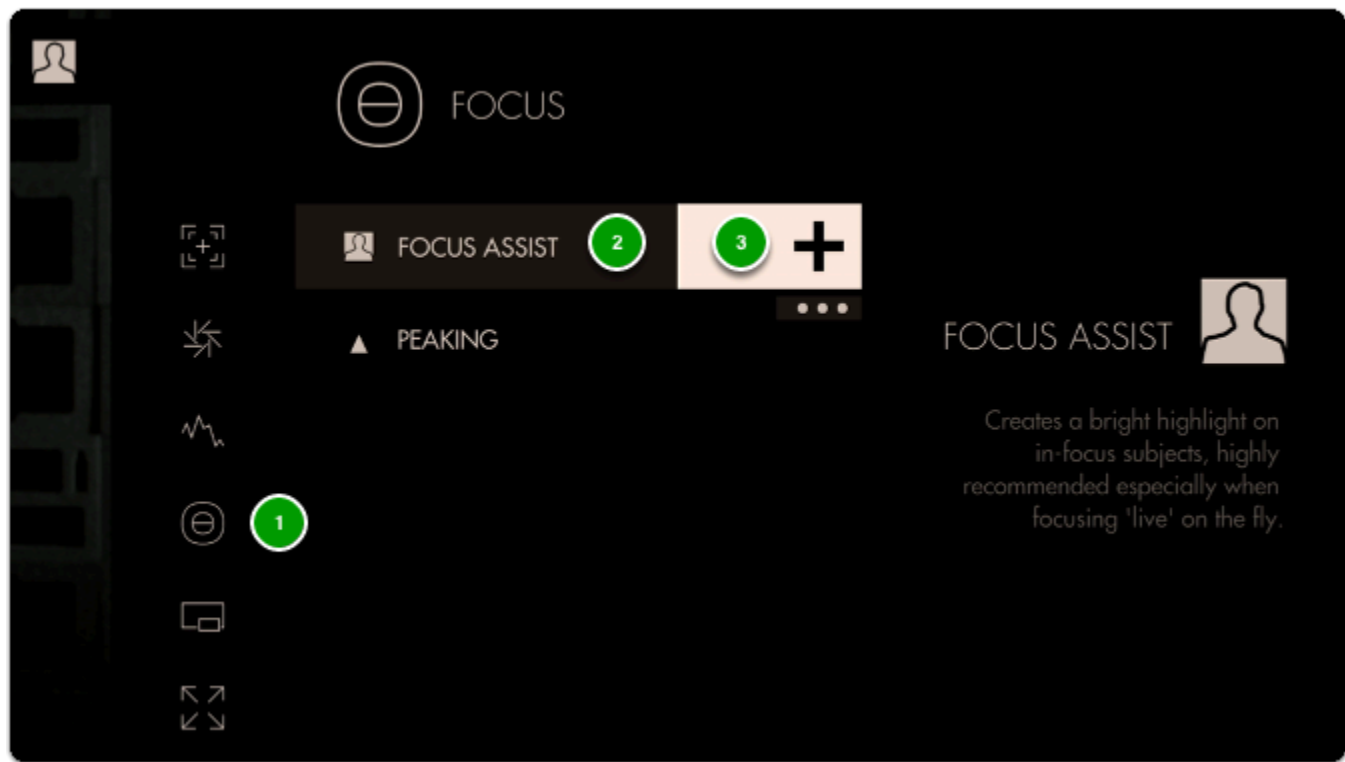 FOCUS
FOCUS ASSIST 2 3
PEAKING
1
FOCUS ASSIST
Creates a bright highlight on
in-focus subjects, highly
recommended especially when
focusing 'live' on the fly.